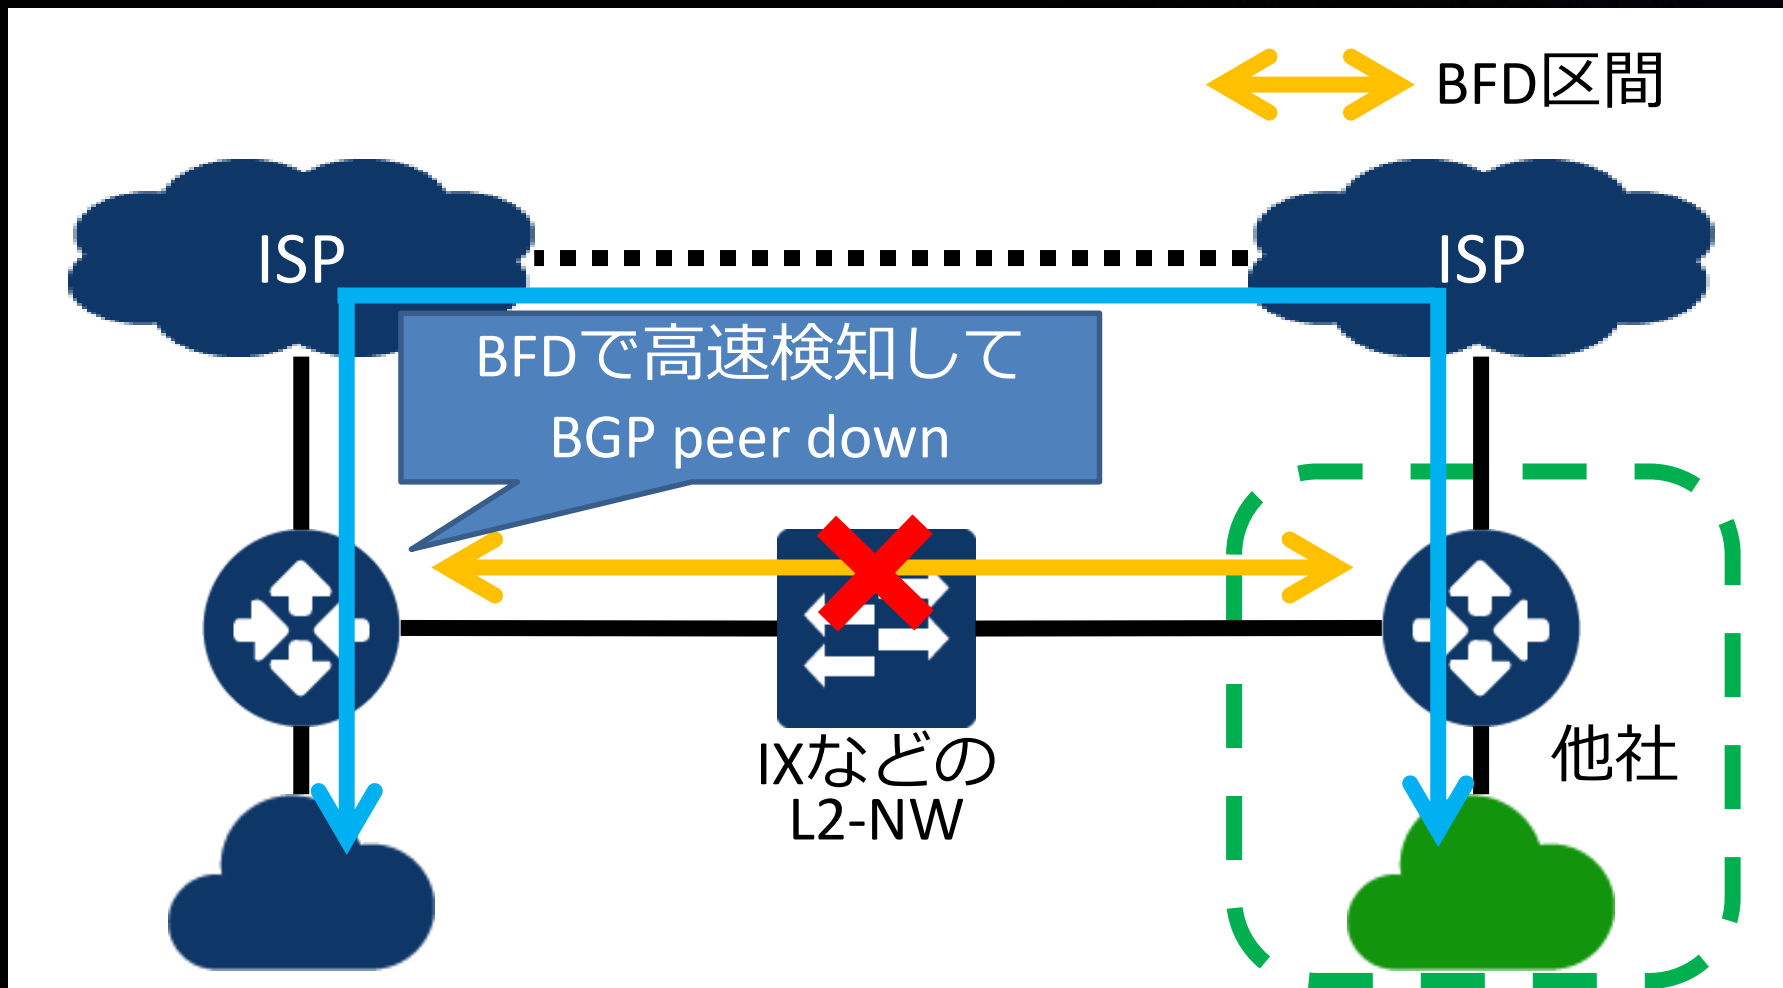 BFD区間
ISP
ISP
BFDで高速検知して
BGP peer down
IXなどの
L2-NW
他社